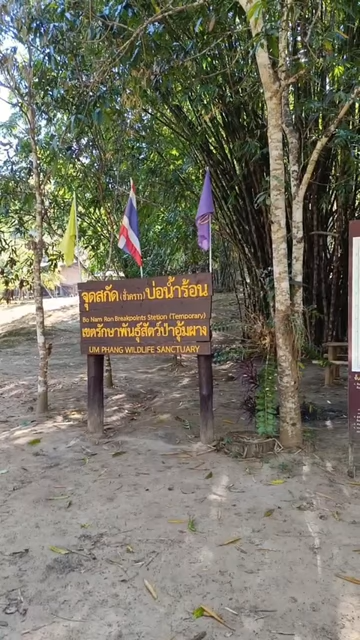 จุดสกัด(ชั่วคราว)บ่อน้ำร้อน
Bo Nam Ron Breakpoints Station (Temporary)
เขตรักษาพันธุ์สัตว์ป่าอุ้มผาง
UM PHANG WILDLIFE SANCTUARY